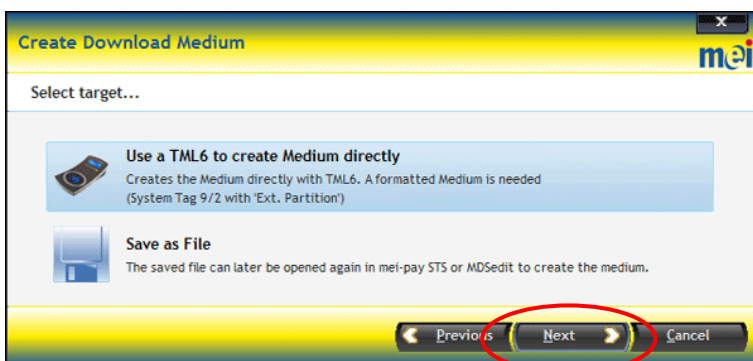 Create Download Medium
mei
Select target...
Use a TML6 to create Medium directly
Creates the Medium directly with TML6. A formatted Medium is needed
(System Tag 9/2 with 'Ext. Partition')
Save as File
The saved file can later be opened again in mei-pay STS or MDSedit to create the medium.
Previous Next Cancel